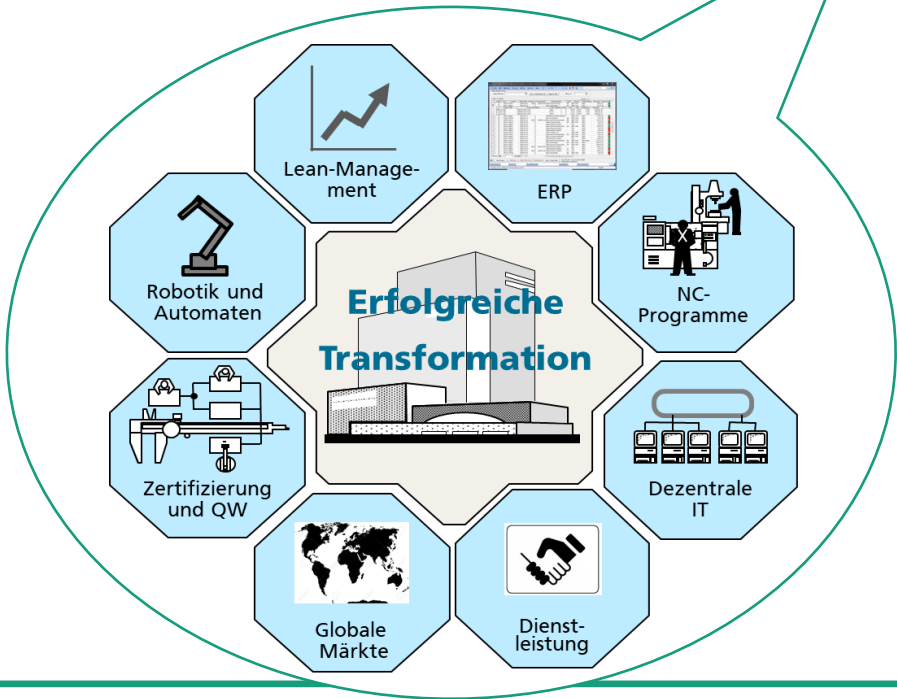 Lean-Manage-
ment
ERP
Robotik und
Automaten
NC-
Programme
Erfolgreiche
Transformation
Zertifizierung
und QW
Dezentrale
IT
Globale
Märkte
Dienst-
leistung